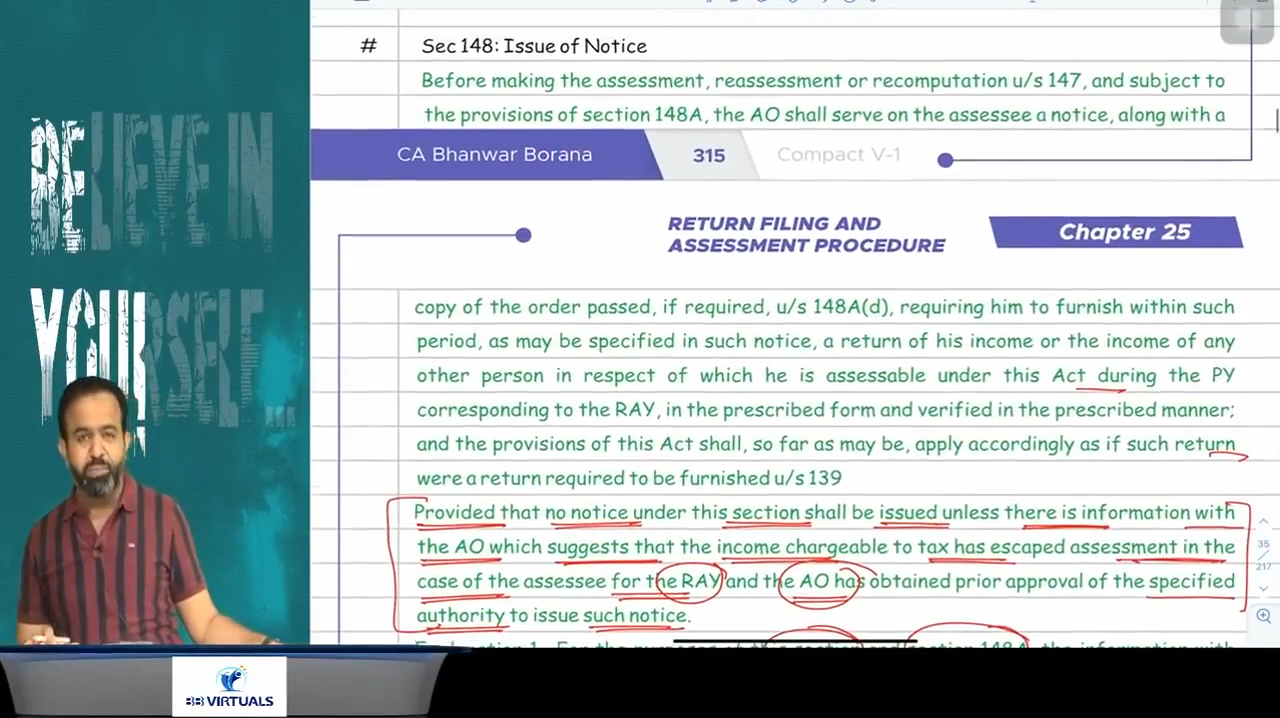 BELIEVE IN
YOURSELF...
# Sec 148: Issue of Notice
Before making the assessment, reassessment or recomputation u/s 147, and subject to
the provisions of section 148A, the AO shall serve on the assessee a notice, along with a
CA Bhanwar Borana 315 Compact V-1
RETURN FILING AND
ASSESSMENT PROCEDURE
Chapter 25
copy of the order passed, if required, u/s 148A(d), requiring him to furnish within such
period, as may be specified in such notice, a return of his income or the income of any
other person in respect of which he is assessable under this Act during the PY
corresponding to the RAY, in the prescribed form and verified in the prescribed manner;
and the provisions of this Act shall, so far as may be, apply accordingly as if such return
were a return required to be furnished u/s 139
Provided that no notice under this section shall be issued unless there is information with
the AO which suggests that the income chargeable to tax has escaped assessment in the
case of the assessee for the RAY and the AO has obtained prior approval of the specified
authority to issue such notice.
35
217
BB VIRTUALS